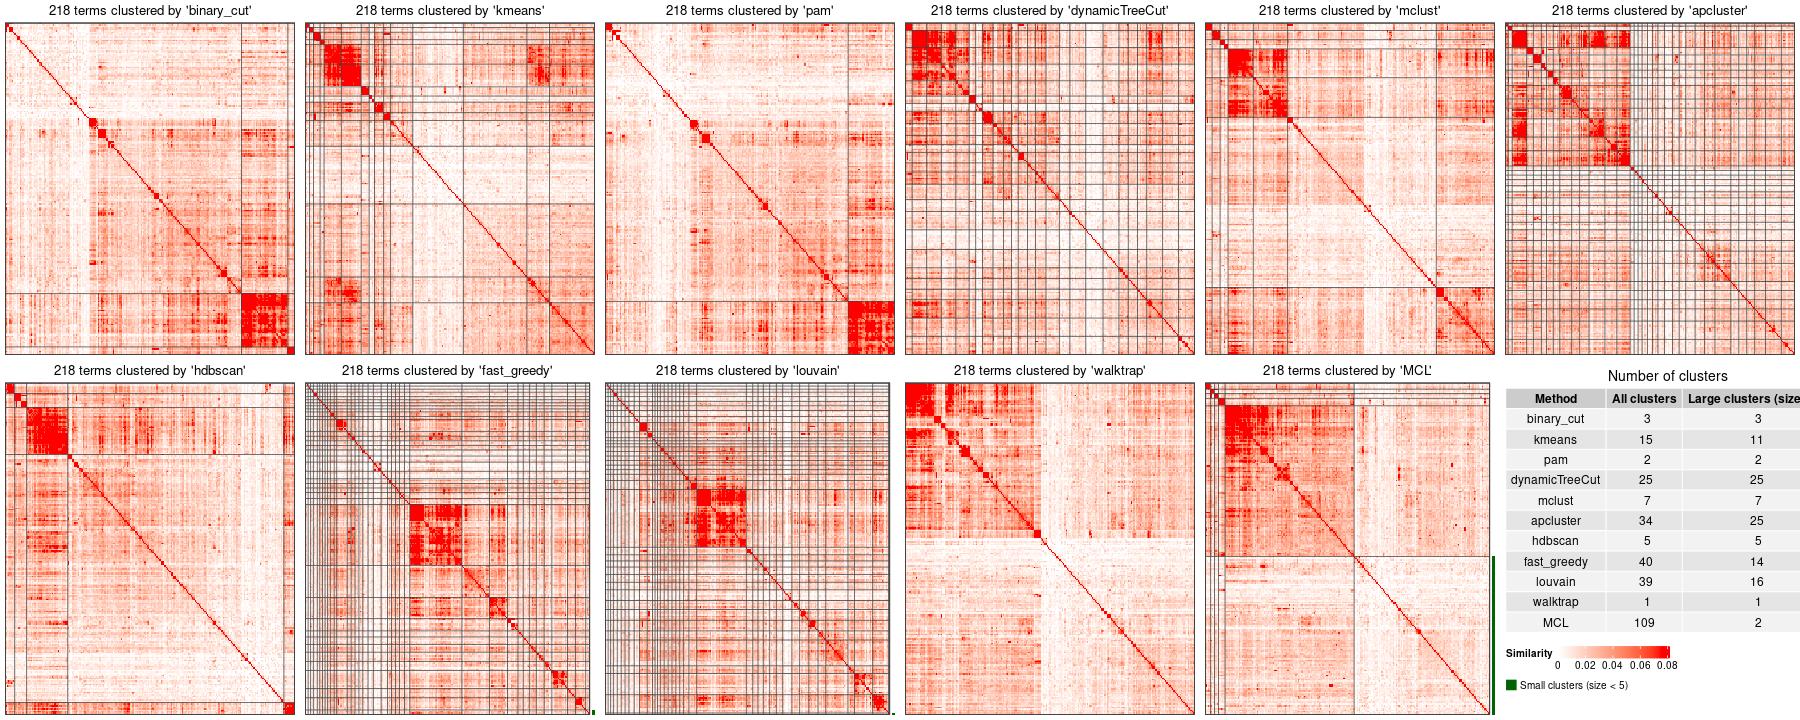 218 terms clustered by 'binary_cut'
218 terms clustered by 'kmeans'
218 terms clustered by 'pam'
218 terms clustered by 'dynamicTreeCut'
218 terms clustered by 'mclust'
218 terms clustered by 'apcluster'
218 terms clustered by 'hdbscan'
218 terms clustered by 'fast_greedy'
218 terms clustered by 'louvain'
218 terms clustered by 'walktrap'
218 terms clustered by 'MCL'
Number of clusters
Method All clusters Large clusters (size
binary_cut 3 3
kmeans 15 11
pam 2 2
dynamicTreeCut 25 25
mclust 7 7
apcluster 34 25
hdbscan 5 5
fast_greedy 40 14
louvain 39 16
walktrap 1 1
MCL 109 2
Similarity
0 0.02 0.04 0.06 0.08
Small clusters (size < 5)